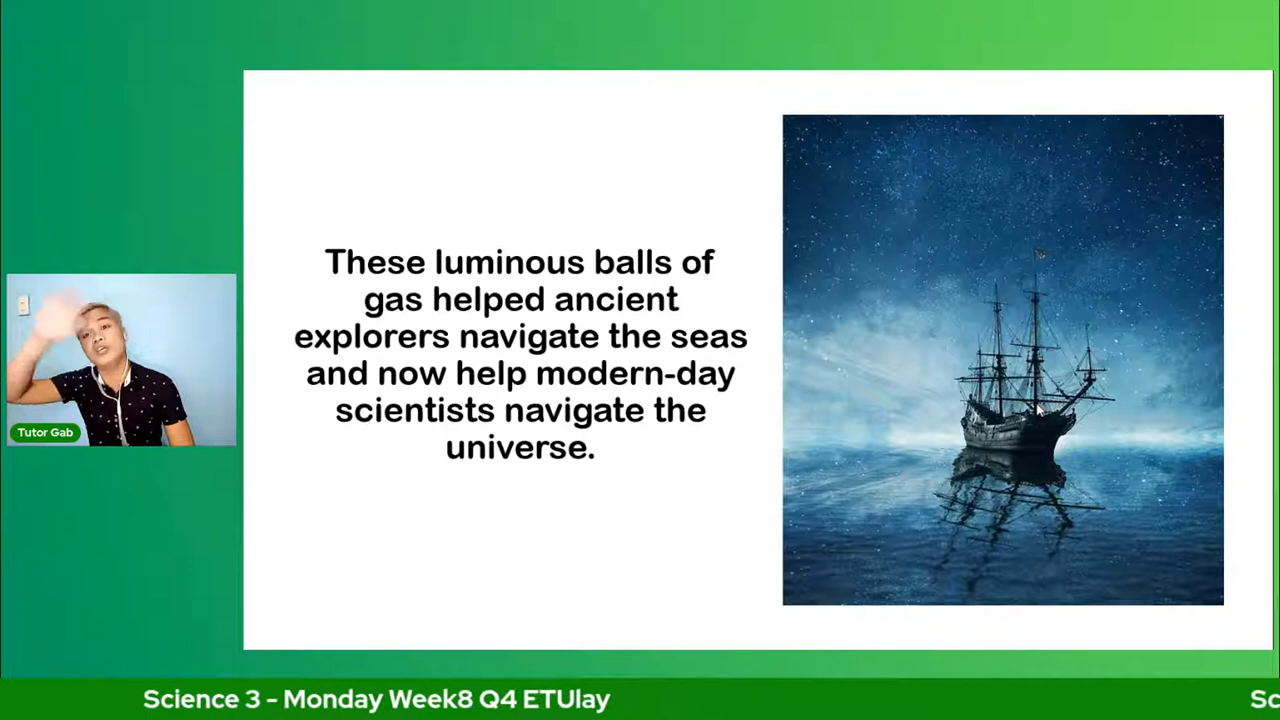 These luminous balls of
gas helped ancient
explorers navigate the seas
and now help modern-day
scientists navigate the
universe.
Tutor Gab
Science 3 - Monday Week8 Q4 ETUlay
Sc